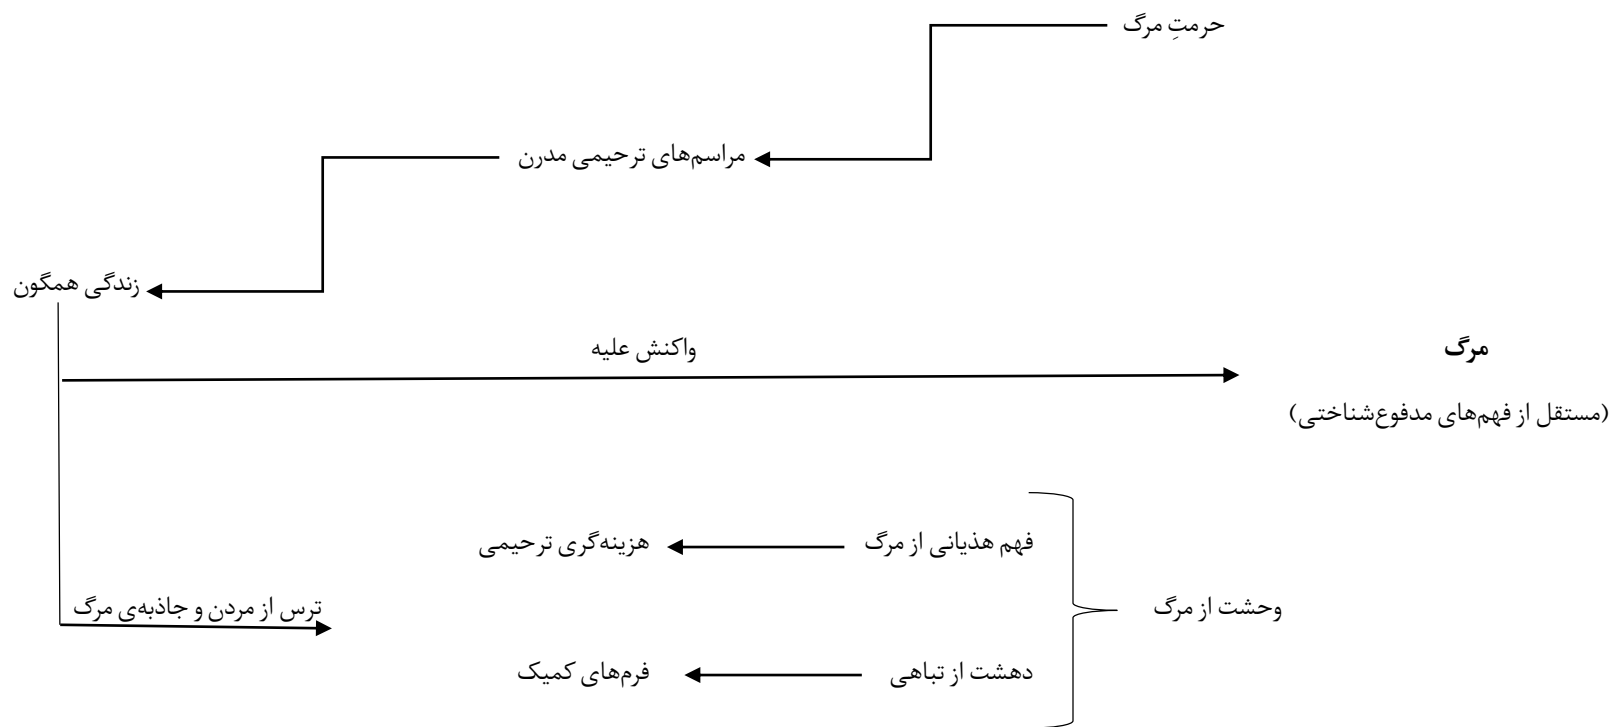 حرمتِ مرگ
مراسم‌های ترحیمی مدرن
زندگی همگون
واکنش علیه
مرگ
(مستقل از فهم‌های مدفوع‌شناختی)
فهم هذیانی از مرگ
هزینه‌گری ترحیمی
وحشت از مرگ
ترس از مردن و جاذبه‌ی مرگ
دهشت از تباهی
فرم‌های کمیک